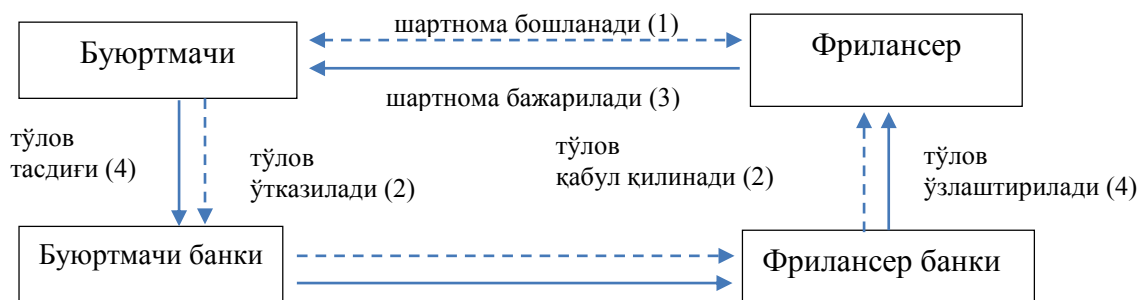 шартнома бошланади (1)
Буюртмачи
Фрилансер
шартнома бажарилади (3)
тўлов
тасдиғи (4)
тўлов
ўтказилади (2)
тўлов
қабул қилинади (2)
тўлов
ўзлаштирилади (4)
Буюртмачи банки
Фрилансер банки